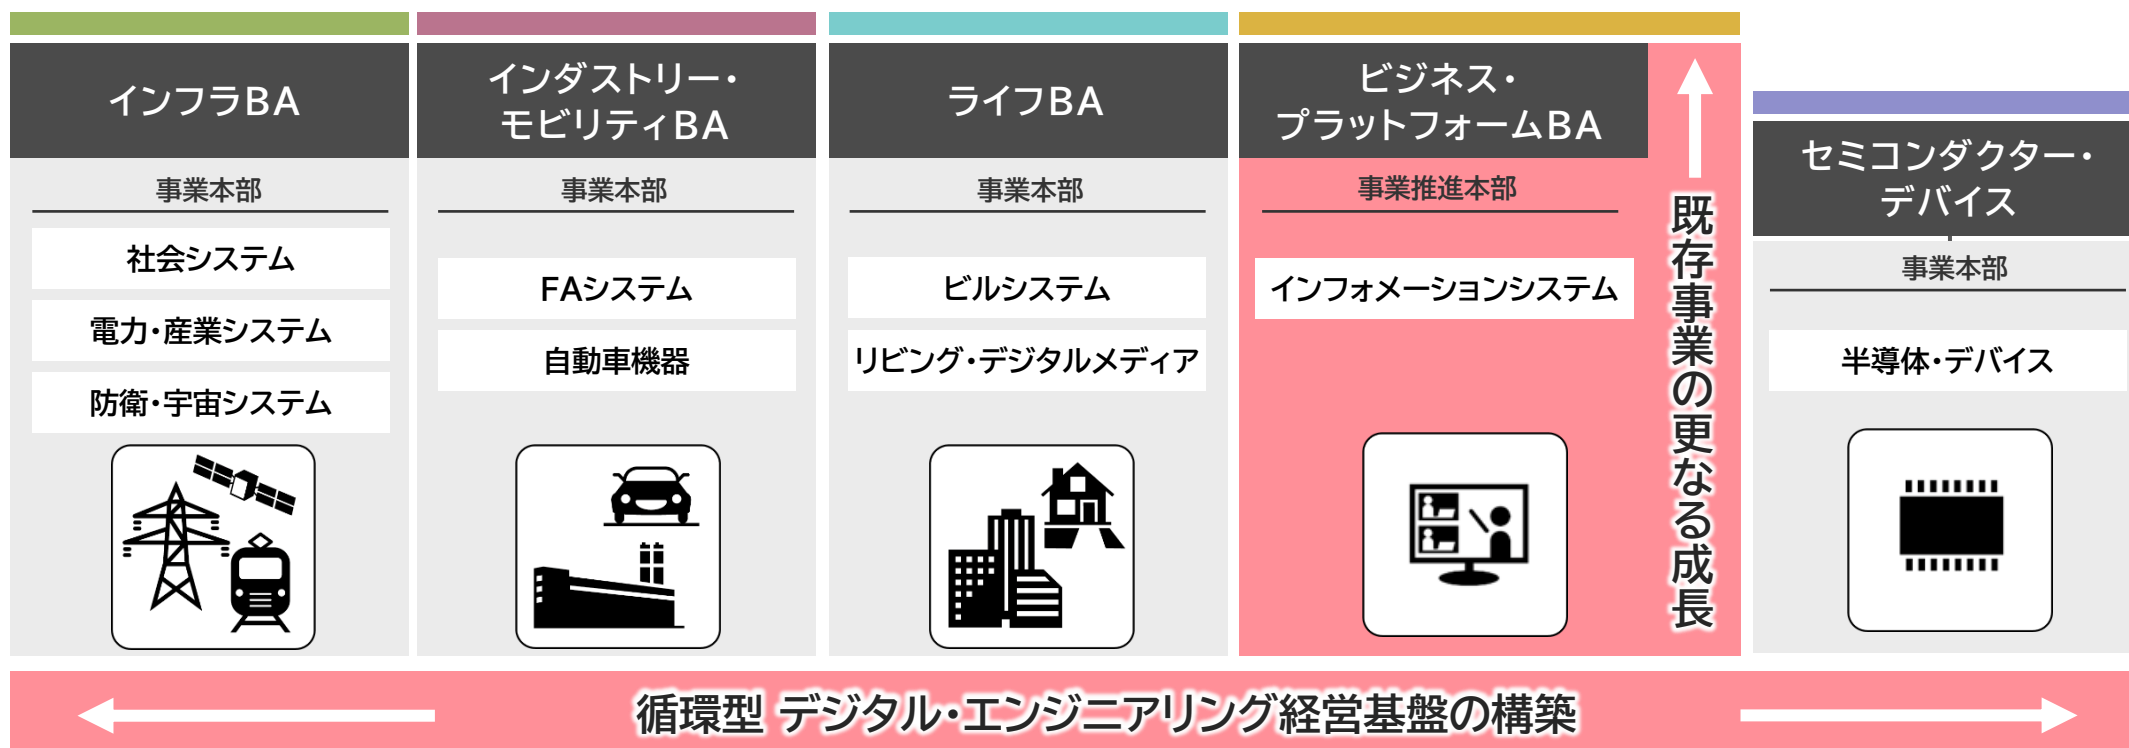 インフラBA
事業本部
社会システム
電力・産業システム
防衛・宇宙システム
インダストリー・
モビリティBA
事業本部
FAシステム
自動車機器
ライフBA
事業本部
ビルシステム
リビング・デジタルメディア
ビジネス・
プラットフォームBA
事業推進本部
インフォメーションシステム
既存事業の更なる成長
セミコンダクター・
デバイス
事業本部
半導体・デバイス
循環型 デジタル・エンジニアリング経営基盤の構築